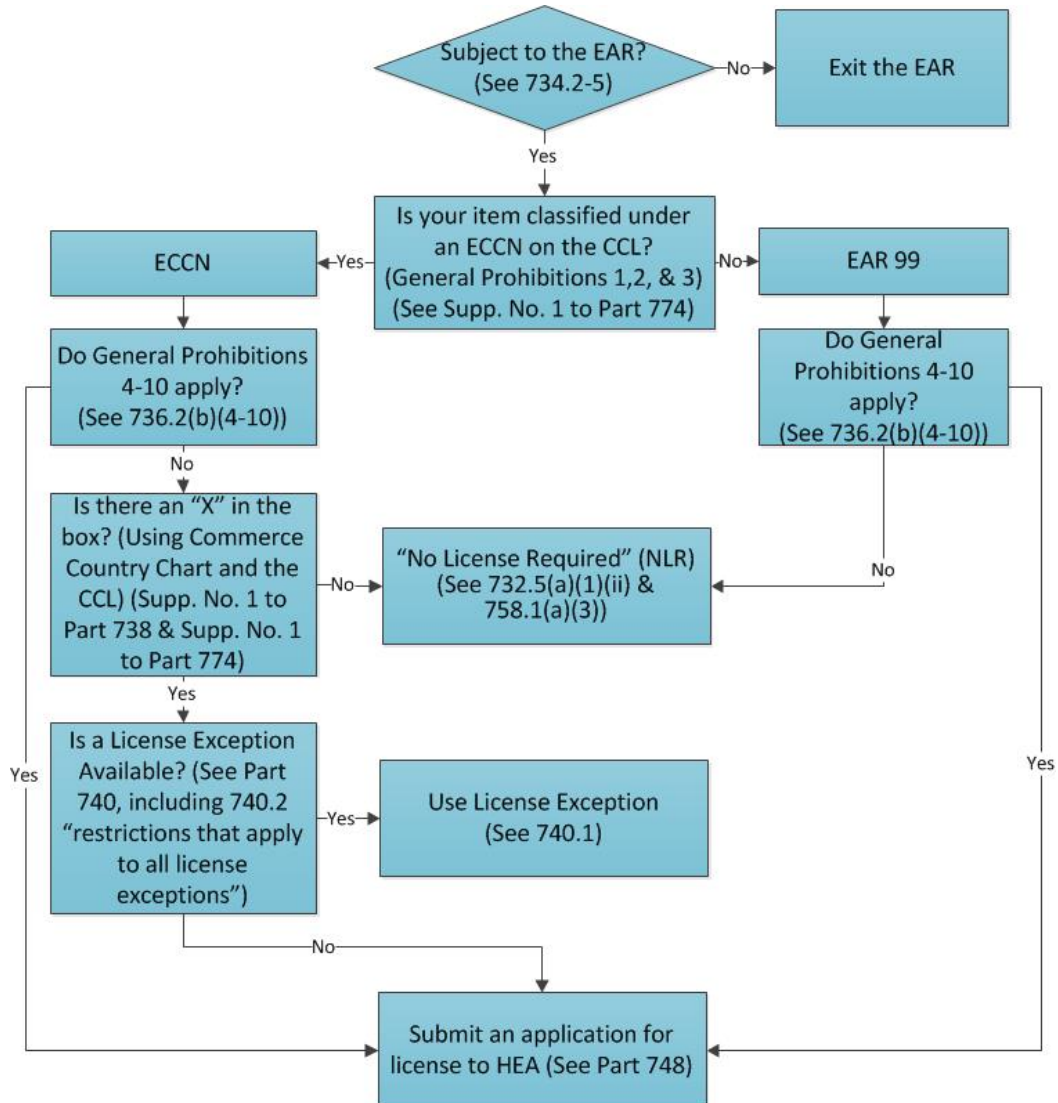 Subject to the EAR?
(See 734.2-5)
No
Exit the EAR
Yes
Is your item classified under
an ECCN on the CCL?
(General Prohibitions 1,2, & 3)
(See Supp. No. 1 to Part 774)
Yes
ECCN
No
EAR 99
Do General Prohibitions
4-10 apply?
(See 736.2(b)(4-10))
Do General
Prohibitions 4-10
apply?
(See 736.2(b)(4-10))
No
Is there an “X” in the
box? (Using Commerce
Country Chart and the
CCL) (Supp. No. 1 to
Part 738 & Supp. No. 1
to Part 774)
No
“No License Required” (NLR)
(See 732.5(a)(1)(ii) &
758.1(a)(3))
No
Yes
Is a License Exception
Available? (See Part
740, including 740.2
“restrictions that apply
to all license
exceptions”)
Yes
Yes
Use License Exception
(See 740.1)
Yes
No
Submit an application for
license to HEA (See Part 748)